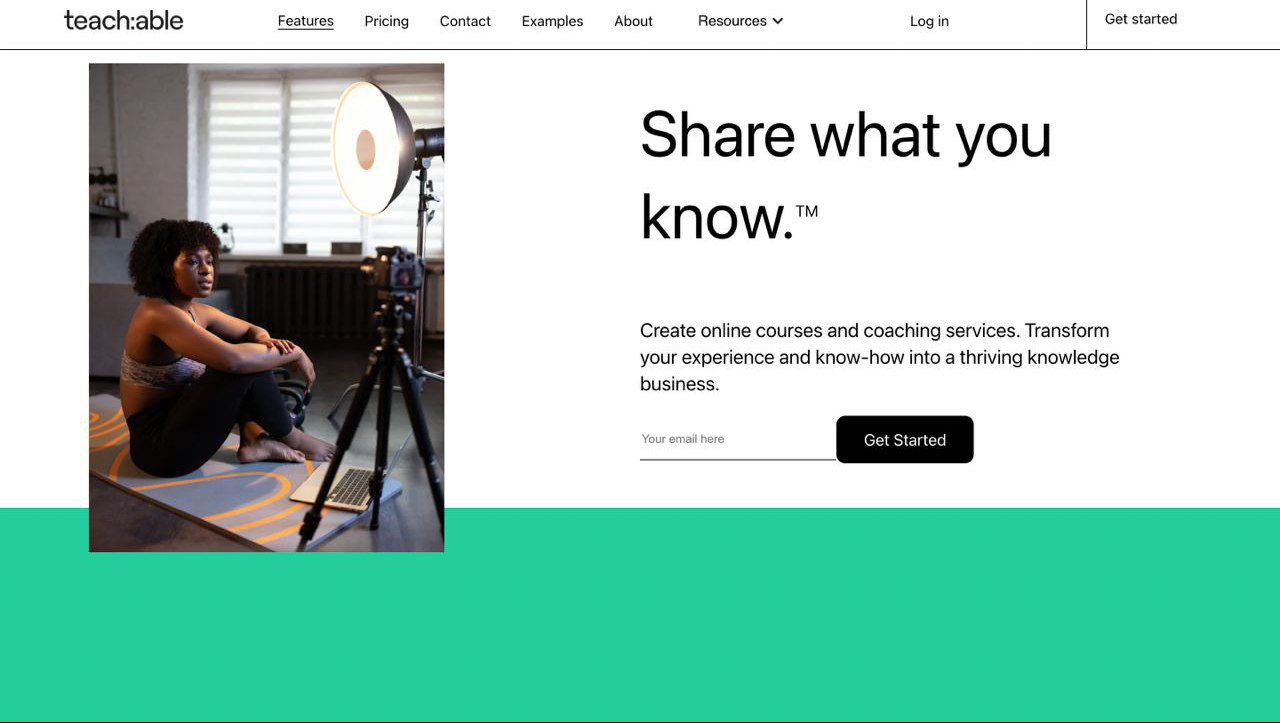 teach:able Features Pricing Contact Examples About Resources Log in Get started
Share what you
know.™
Create online courses and coaching services. Transform
your experience and know-how into a thriving knowledge
business.
Your email here Get Started